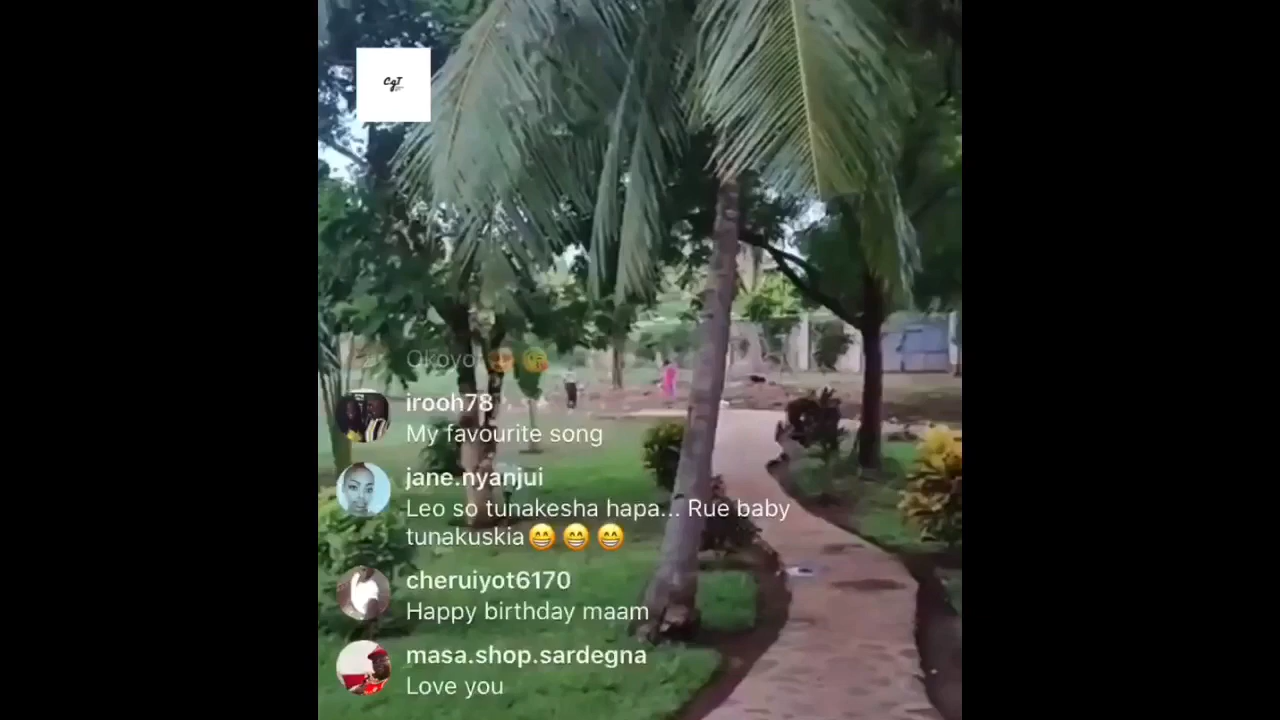 CgT
irooh78
My favourite song
jane.nyanjui
Leo so tunakesha hapa... Rue baby
tunakuskia😁😁😁
cheruiyot6170
Happy birthday maam
masa.shop.sardegna
Love you